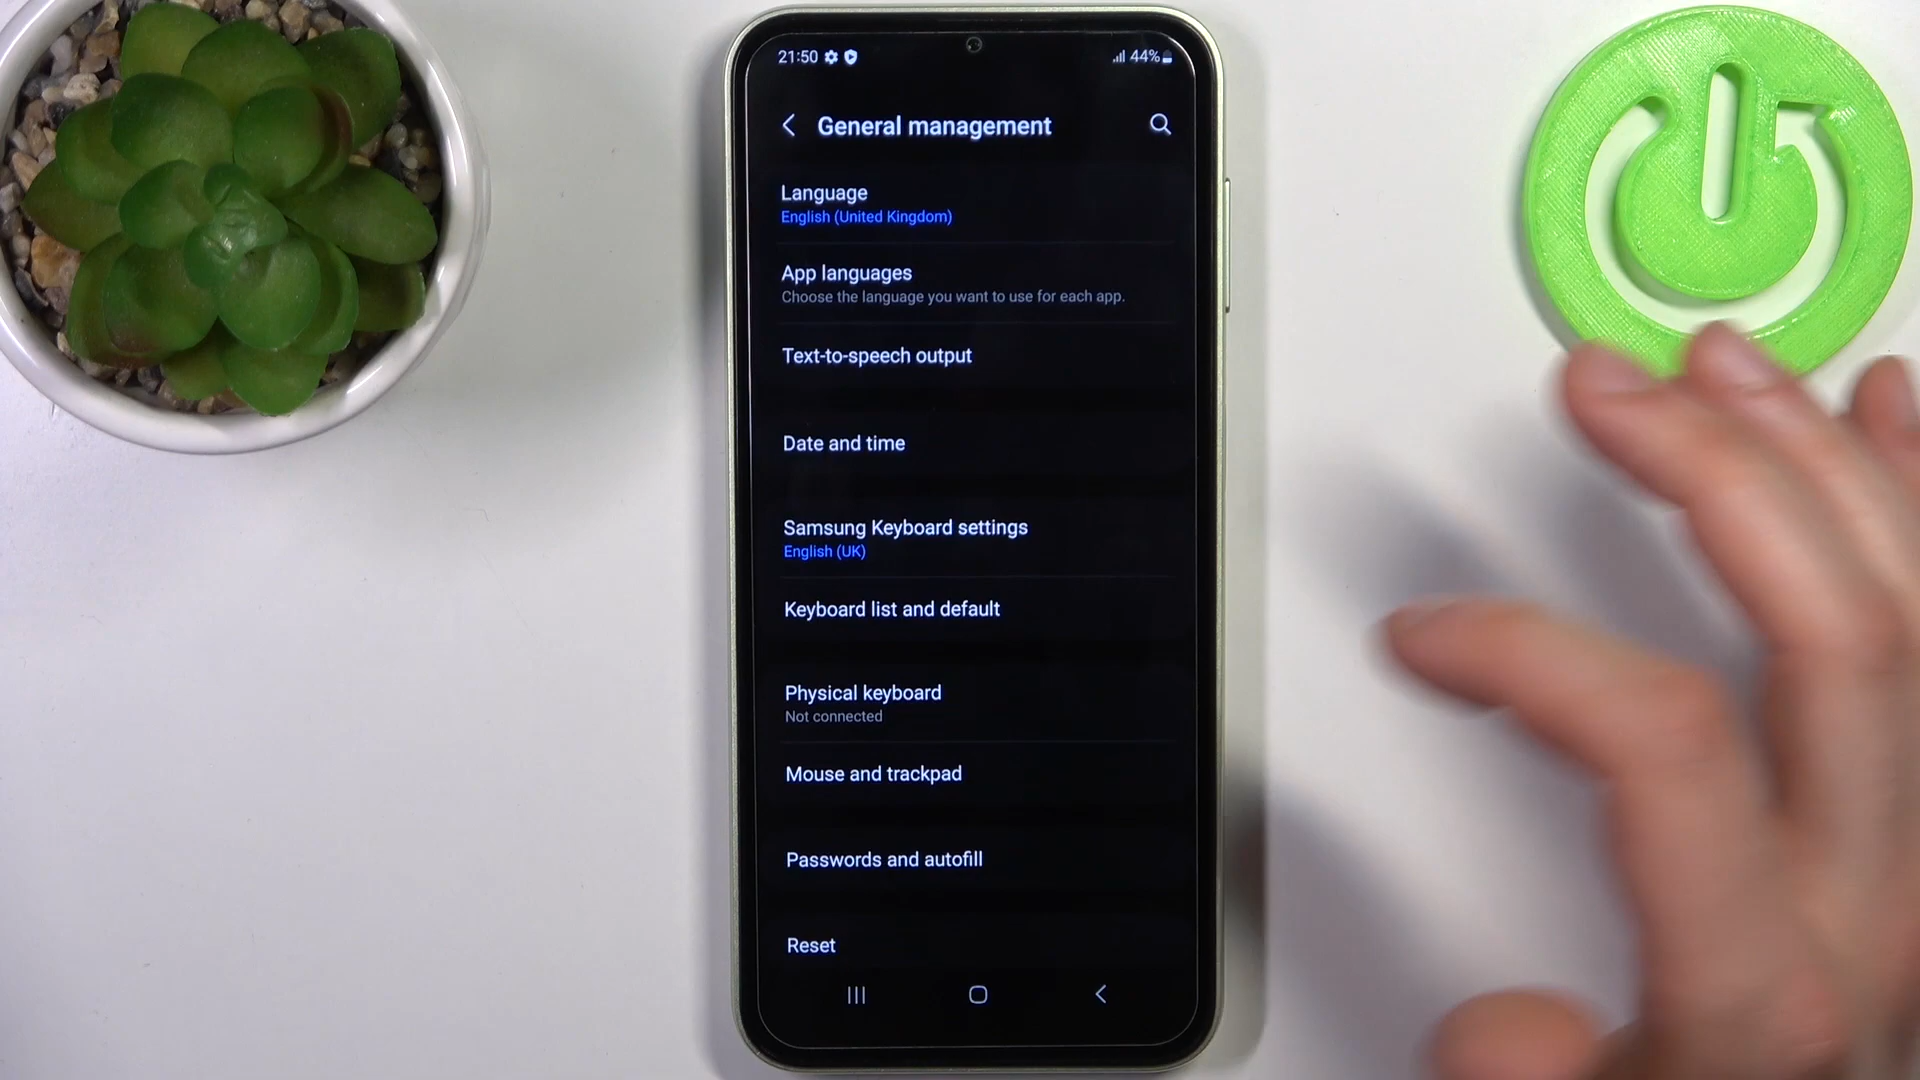 21:50
44%
General management
Language
English (United Kingdom)
App languages
Choose the language you want to use for each app.
Text-to-speech output
Date and time
Samsung Keyboard settings
English (UK)
Keyboard list and default
Physical keyboard
Not connected
Mouse and trackpad
Passwords and autofill
Reset